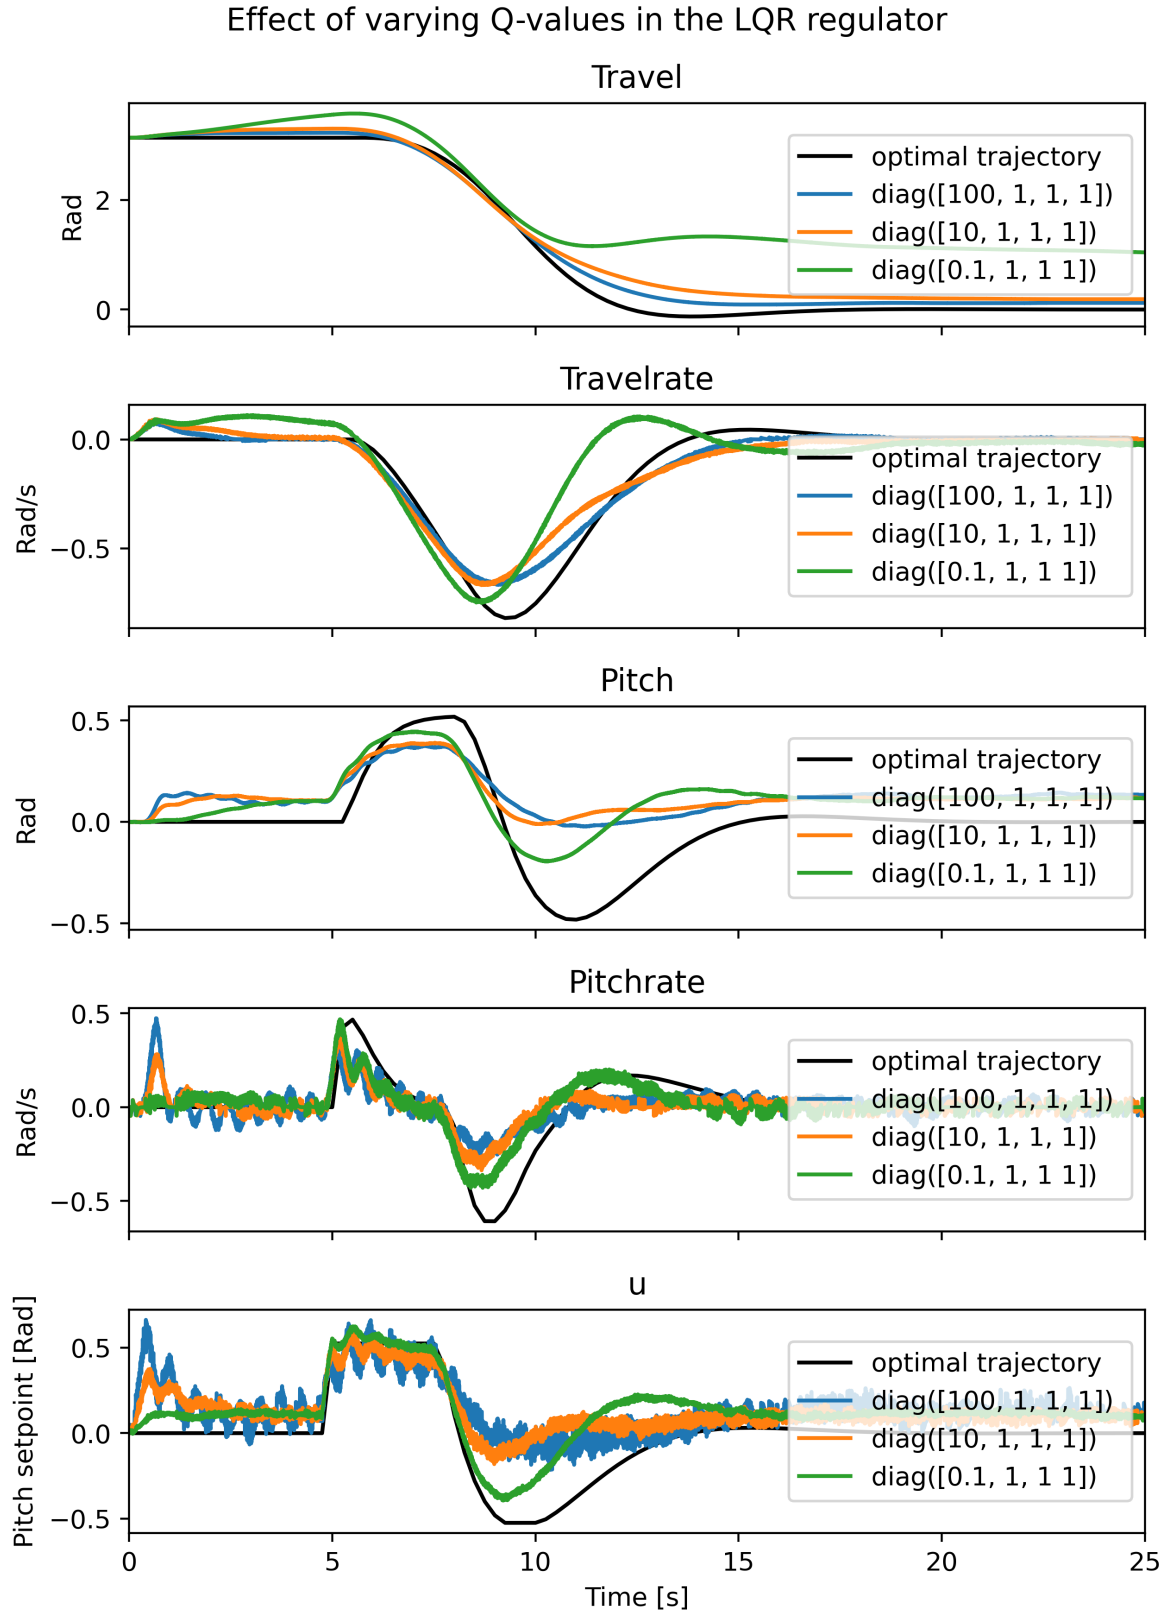 Effect of varying Q-values in the LQR regulator
Travel
Rad
2
0
optimal trajectory
diag([100, 1, 1, 1])
diag([10, 1, 1, 1])
diag([0.1, 1, 1 1])
Travelrate
Rad/s
0.0
−0.5
optimal trajectory
diag([100, 1, 1, 1])
diag([10, 1, 1, 1])
diag([0.1, 1, 1 1])
Pitch
Rad
0.5
0.0
−0.5
optimal trajectory
diag([100, 1, 1, 1])
diag([10, 1, 1, 1])
diag([0.1, 1, 1 1])
Pitchrate
Rad/s
0.5
0.0
−0.5
optimal trajectory
diag([100, 1, 1, 1])
diag([10, 1, 1, 1])
diag([0.1, 1, 1 1])
u
Pitch setpoint [Rad]
0.5
0.0
−0.5
optimal trajectory
diag([100, 1, 1, 1])
diag([10, 1, 1, 1])
diag([0.1, 1, 1 1])
0 5 10 15 20 25
Time [s]